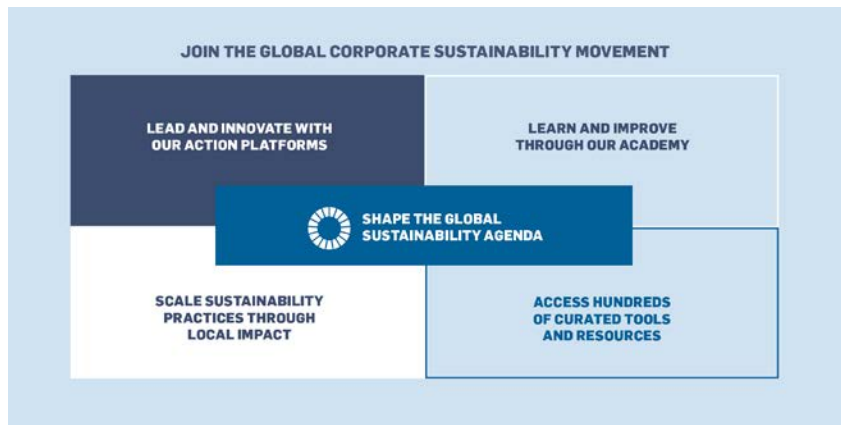 JOIN THE GLOBAL CORPORATE SUSTAINABILITY MOVEMENT
LEAD AND INNOVATE WITH
OUR ACTION PLATFORMS
LEARN AND IMPROVE
THROUGH OUR ACADEMY
SHAPE THE GLOBAL
SUSTAINABILITY AGENDA
SCALE SUSTAINABILITY
PRACTICES THROUGH
LOCAL IMPACT
ACCESS HUNDREDS
OF CURATED TOOLS
AND RESOURCES